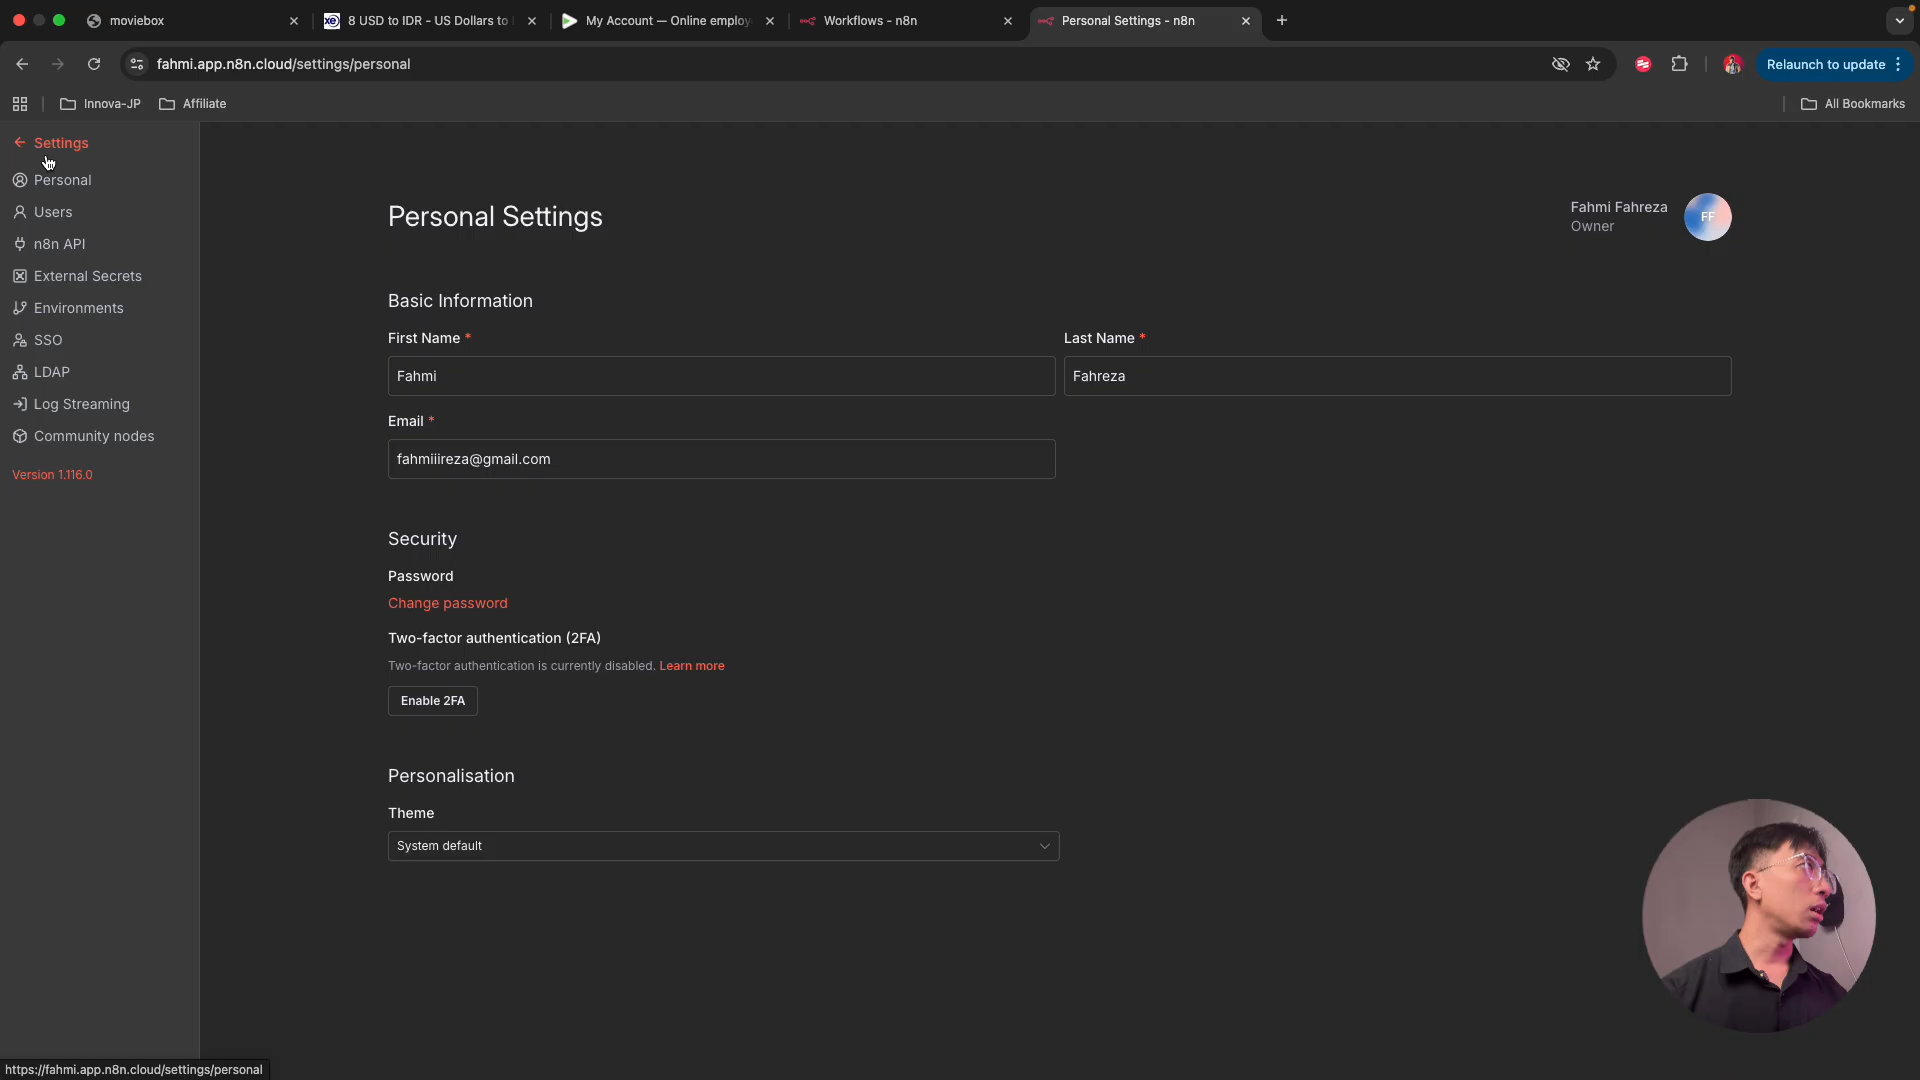 moviebox
8 USD to IDR - US Dollars to
My Account — Online employ
Workflows - n8n
Personal Settings - n8n
fahmi.app.n8n.cloud/settings/personal
Relaunch to update
Innova-JP
Affiliate
All Bookmarks
Settings
Personal
Users
n8n API
External Secrets
Environments
SSO
LDAP
Log Streaming
Community nodes
Version 1.116.0
Personal Settings
Fahmi Fahreza
Owner
FF
Basic Information
First Name *
Last Name *
Fahmi
Fahreza
Email *
fahmiiireza@gmail.com
Security
Password
Change password
Two-factor authentication (2FA)
Two-factor authentication is currently disabled. Learn more
Enable 2FA
Personalisation
Theme
System default
https://fahmi.app.n8n.cloud/settings/personal